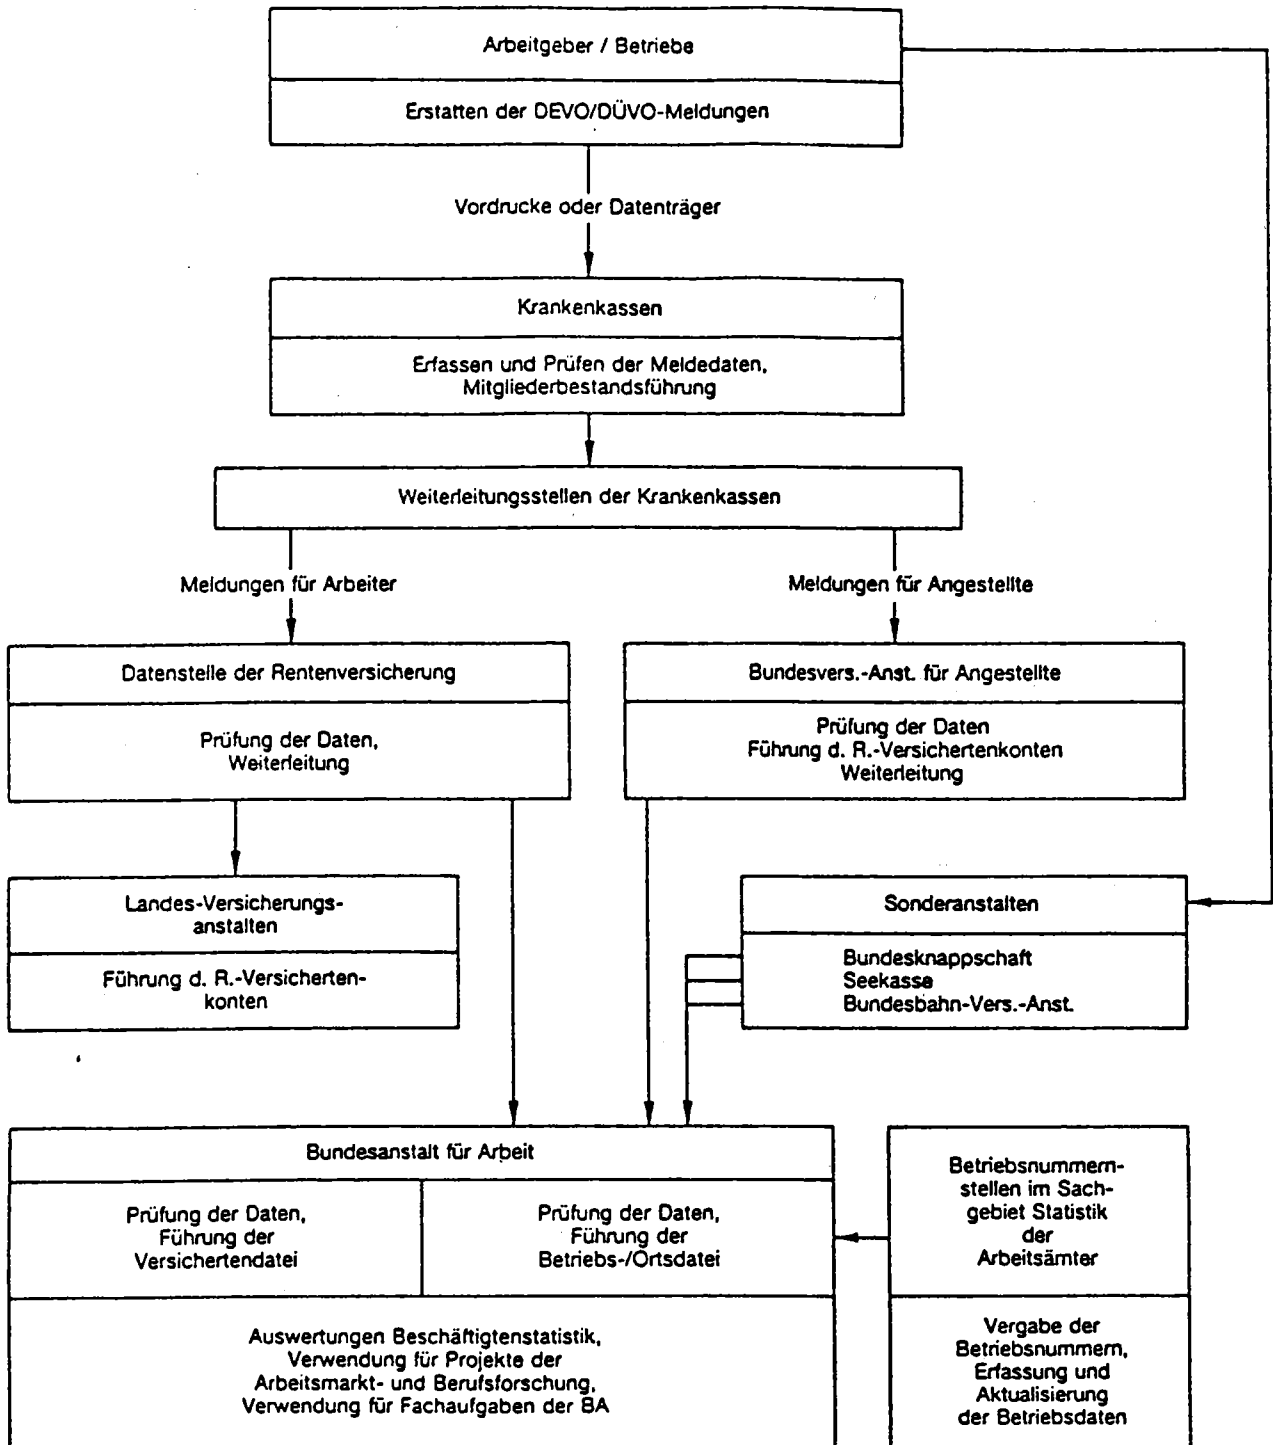 Arbeitgeber / Betriebe
Erstatten der DEVO/DÜVO-Meldungen
Vordrucke oder Datenträger
Krankenkassen
Erfassen und Prüfen der Meldedaten,
Mitgliederbestandsführung
Weiterleitungsstellen der Krankenkassen
Meldungen für Arbeiter
Meldungen für Angestellte
Datenstelle der Rentenversicherung
Prüfung der Daten,
Weiterleitung
Bundesvers.-Anst. für Angestellte
Prüfung der Daten
Führung d. R.-Versichertenkonten
Weiterleitung
Landes-Versicherungs-
anstalten
Führung d. R.-Versicherten-
konten
Sonderanstalten
Bundesknappschaft
Seekasse
Bundesbahn-Vers.-Anst.
Bundesanstalt für Arbeit
Prüfung der Daten,
Führung der
Versichertendatei
Prüfung der Daten,
Führung der
Betriebs-/Ortsdatei
Auswertungen Beschäftigtenstatistik,
Verwendung für Projekte der
Arbeitsmarkt- und Berufsforschung,
Verwendung für Fachaufgaben der BA
Betriebsnummern-
stellen im Sach-
gebiet Statistik
der
Arbeitsämter
Vergabe der
Betriebsnummern,
Erfassung und
Aktualisierung
der Betriebsdaten